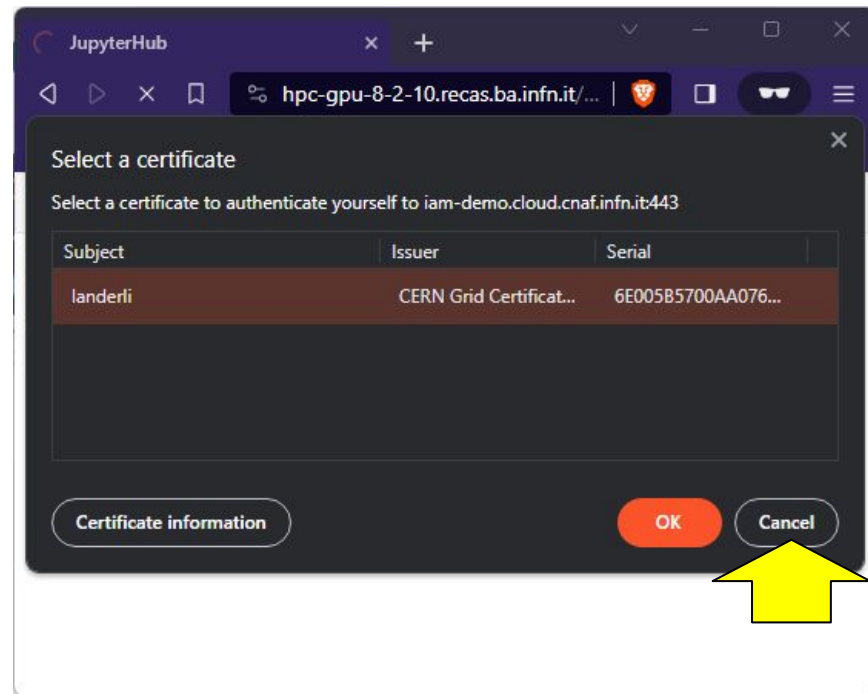 JupyterHub
hpc-gpu-8-2-10.recas.ba.infn.it/...
Select a certificate
Select a certificate to authenticate yourself to iam-demo.cloud.cnaf.infn.it:443
Subject Issuer Serial
landerli CERN Grid Certificat... 6E005B5700AA076...
Certificate information OK Cancel